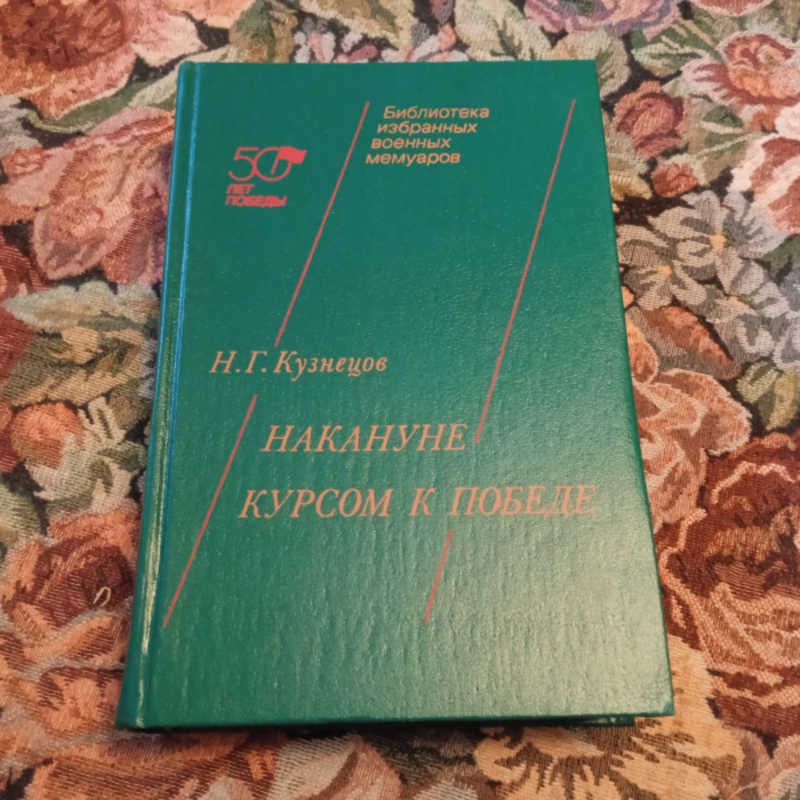 Библиотека
избранных
военных
мемуаров
50
ЛЕТ
ПОБЕДЫ
Н. Г. Кузнецов
НАКАНУНЕ
КУРСОМ К ПОБЕДЕ